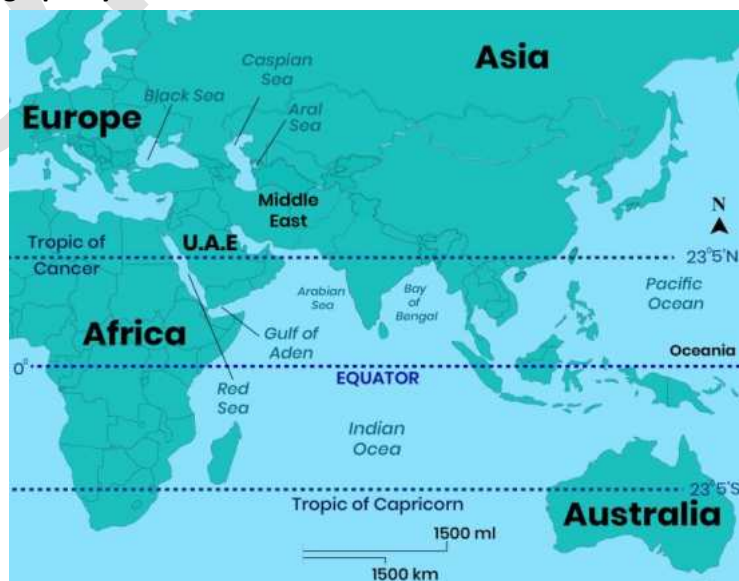 Asia
Caspian
Sea
Black Sea
Aral
Sea
Europe
Middle
East
N
U.A.E
Tropic of
Cancer
23°5'N
Arabian
Sea
Bay
of
Bengal
Pacific
Ocean
Africa
Gulf of
Aden
Oceania
0°
EQUATOR
Red
Sea
Indian
Ocea
23°5'S
Tropic of Capricorn
Australia
1500 ml
1500 km